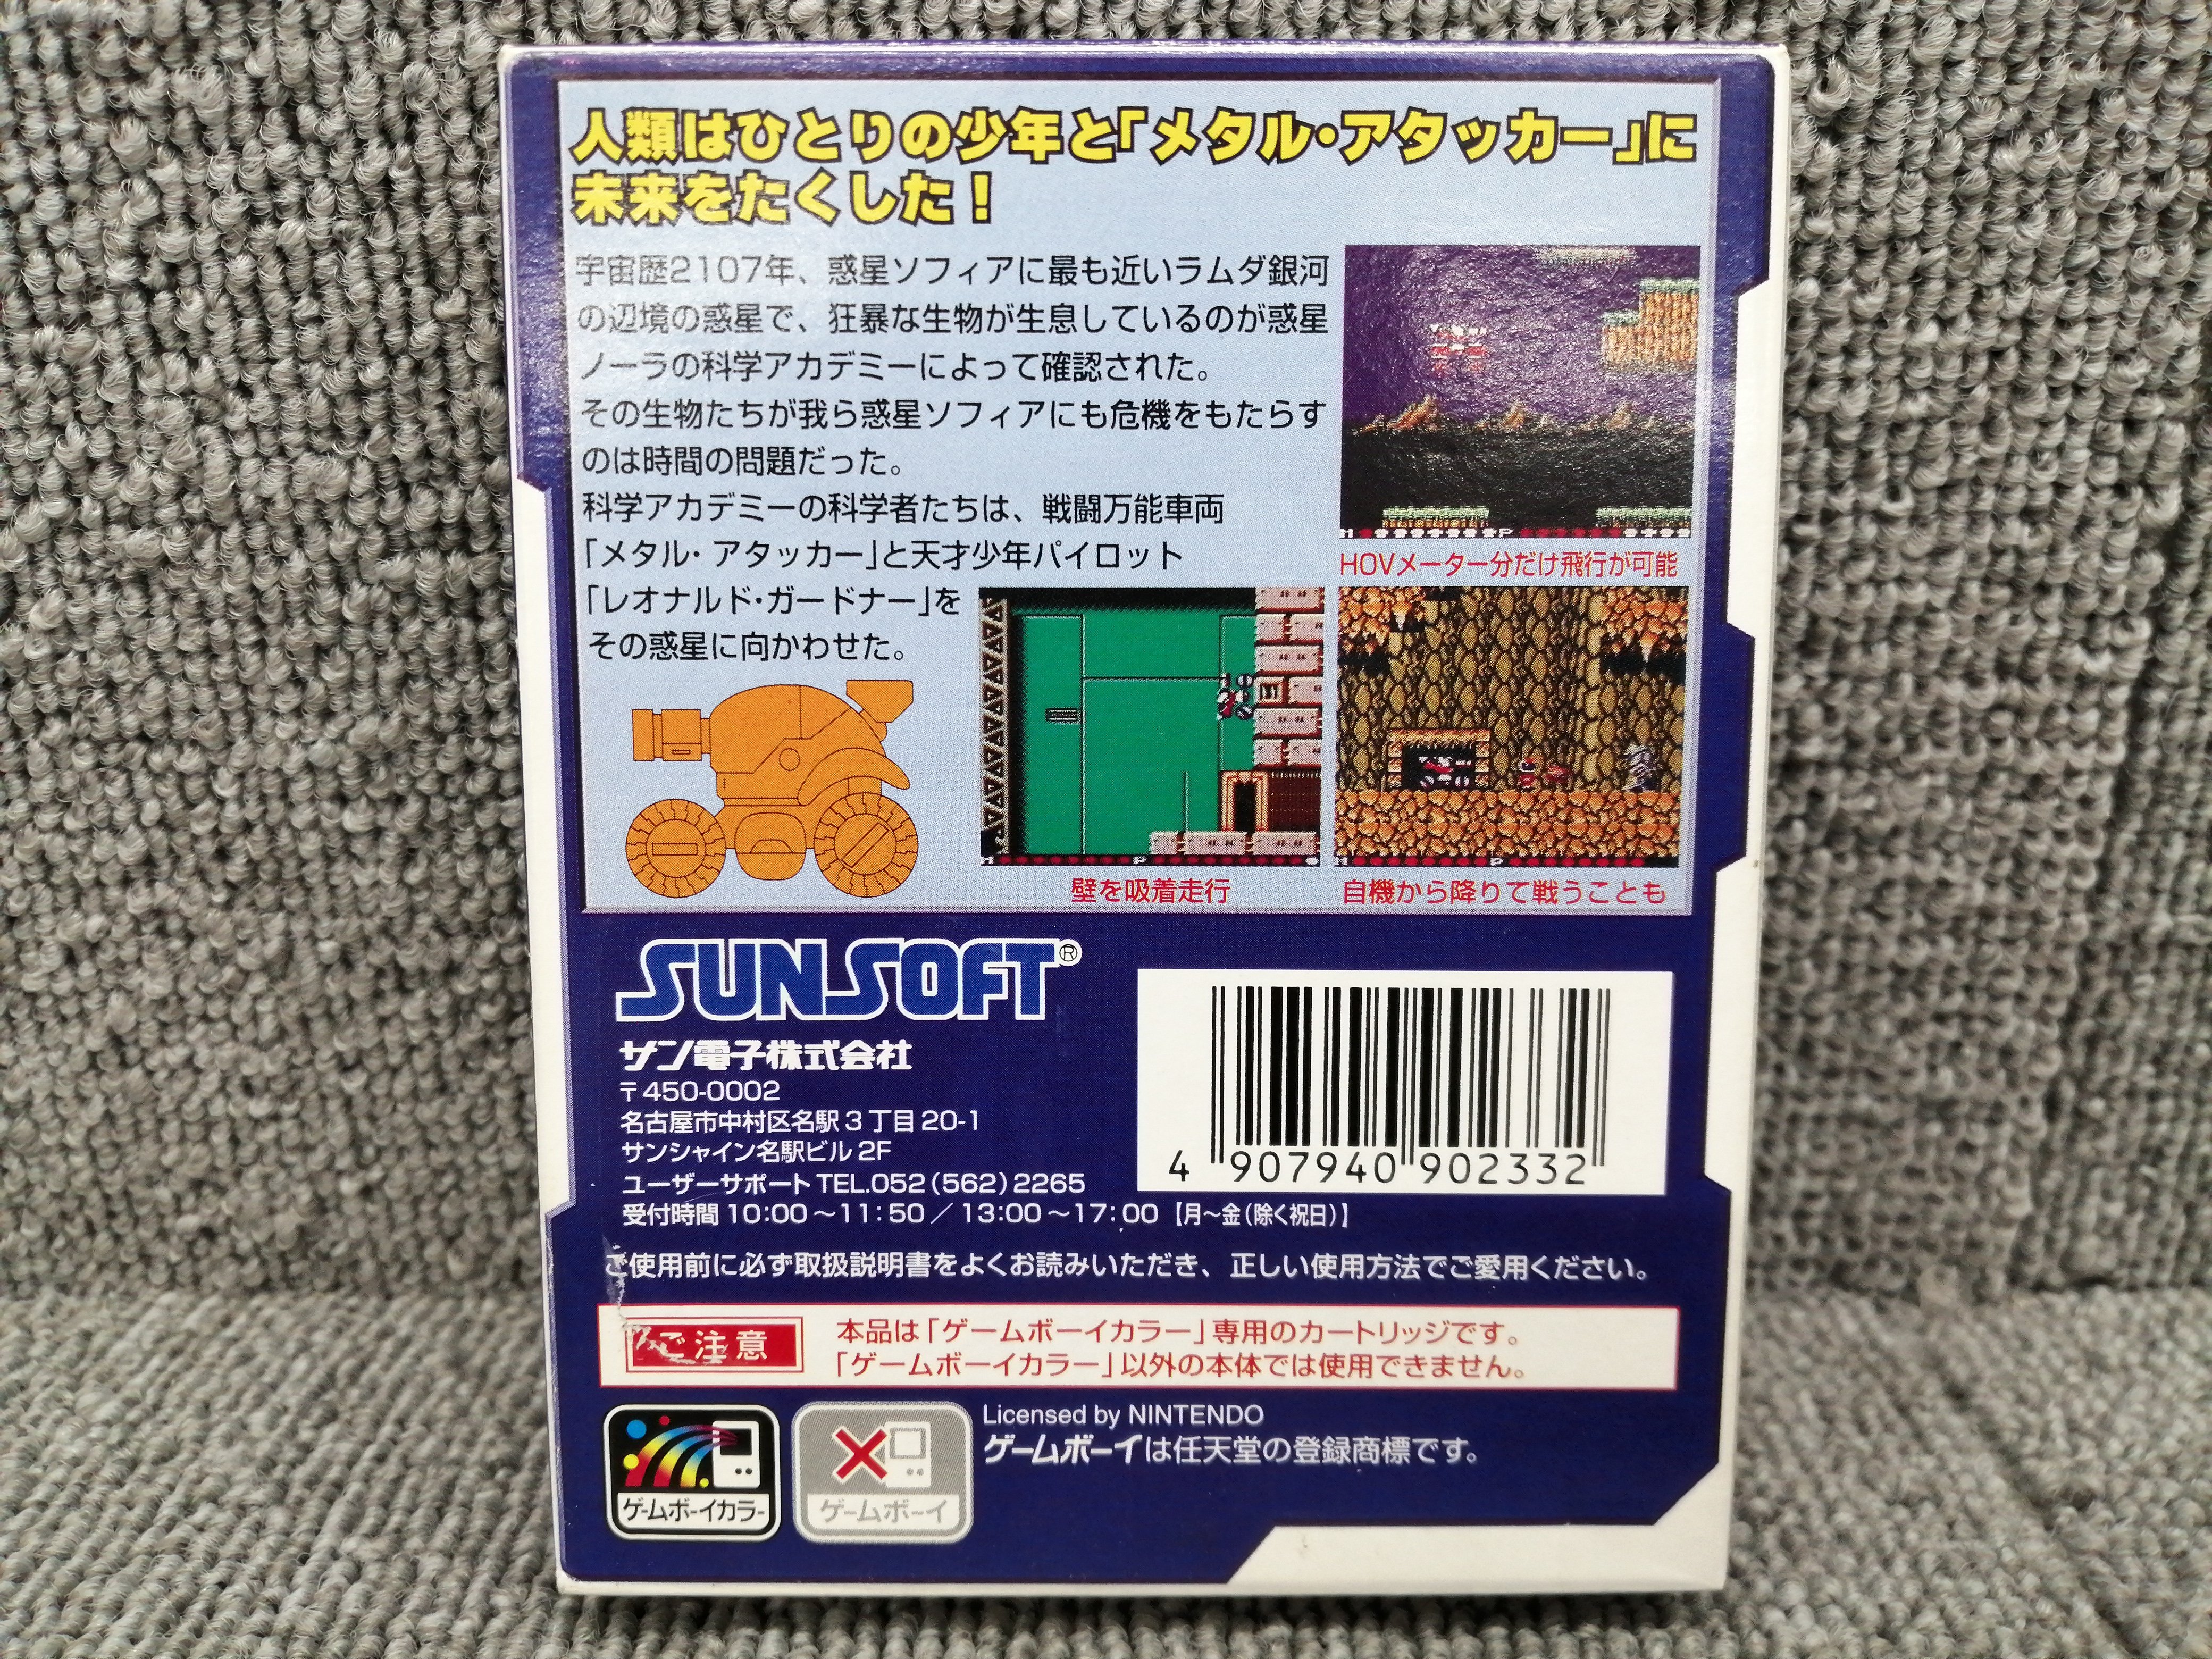 人類はひとりの少年と「メタル・アタッカー」に
未来をたくした!
宇宙歴2107年、惑星ソフィアに最も近いラムダ銀河
の辺境の惑星で、狂暴な生物が生息しているのが惑星
ノーラの科学アカデミーによって確認された。
その生物たちが我ら惑星ソフィアにも危機をもたらす
のは時間の問題だった。
科学アカデミーの科学者たちは、戦闘万能車両
「メタル・アタッカー」と天才少年パイロット
「レオナルド・ガードナー」を
その惑星に向かわせた。
H P
HOVメーター分だけ飛行が可能
H P
壁を吸着走行
H P
自機から降りて戦うことも
SUNSOFT®
サン電子株式会社
〒450-0002
名古屋市中村区名駅3丁目20-1
サンシャイン名駅ビル2F
ユーザーサポートTEL.052(562)2265
受付時間10:00~11:50/13:00~17:00【月~金(除く祝日)】
4 907940 902332
ご使用前に必ず取扱説明書をよくお読みいただき、正しい使用方法でご愛用ください。
ご注意
本品は「ゲームボーイカラー」専用のカートリッジです。
「ゲームボーイカラー」以外の本体では使用できません。
ゲームボーイカラー
ゲームボーイ
Licensed by NINTENDO
ゲームボーイは任天堂の登録商標です。